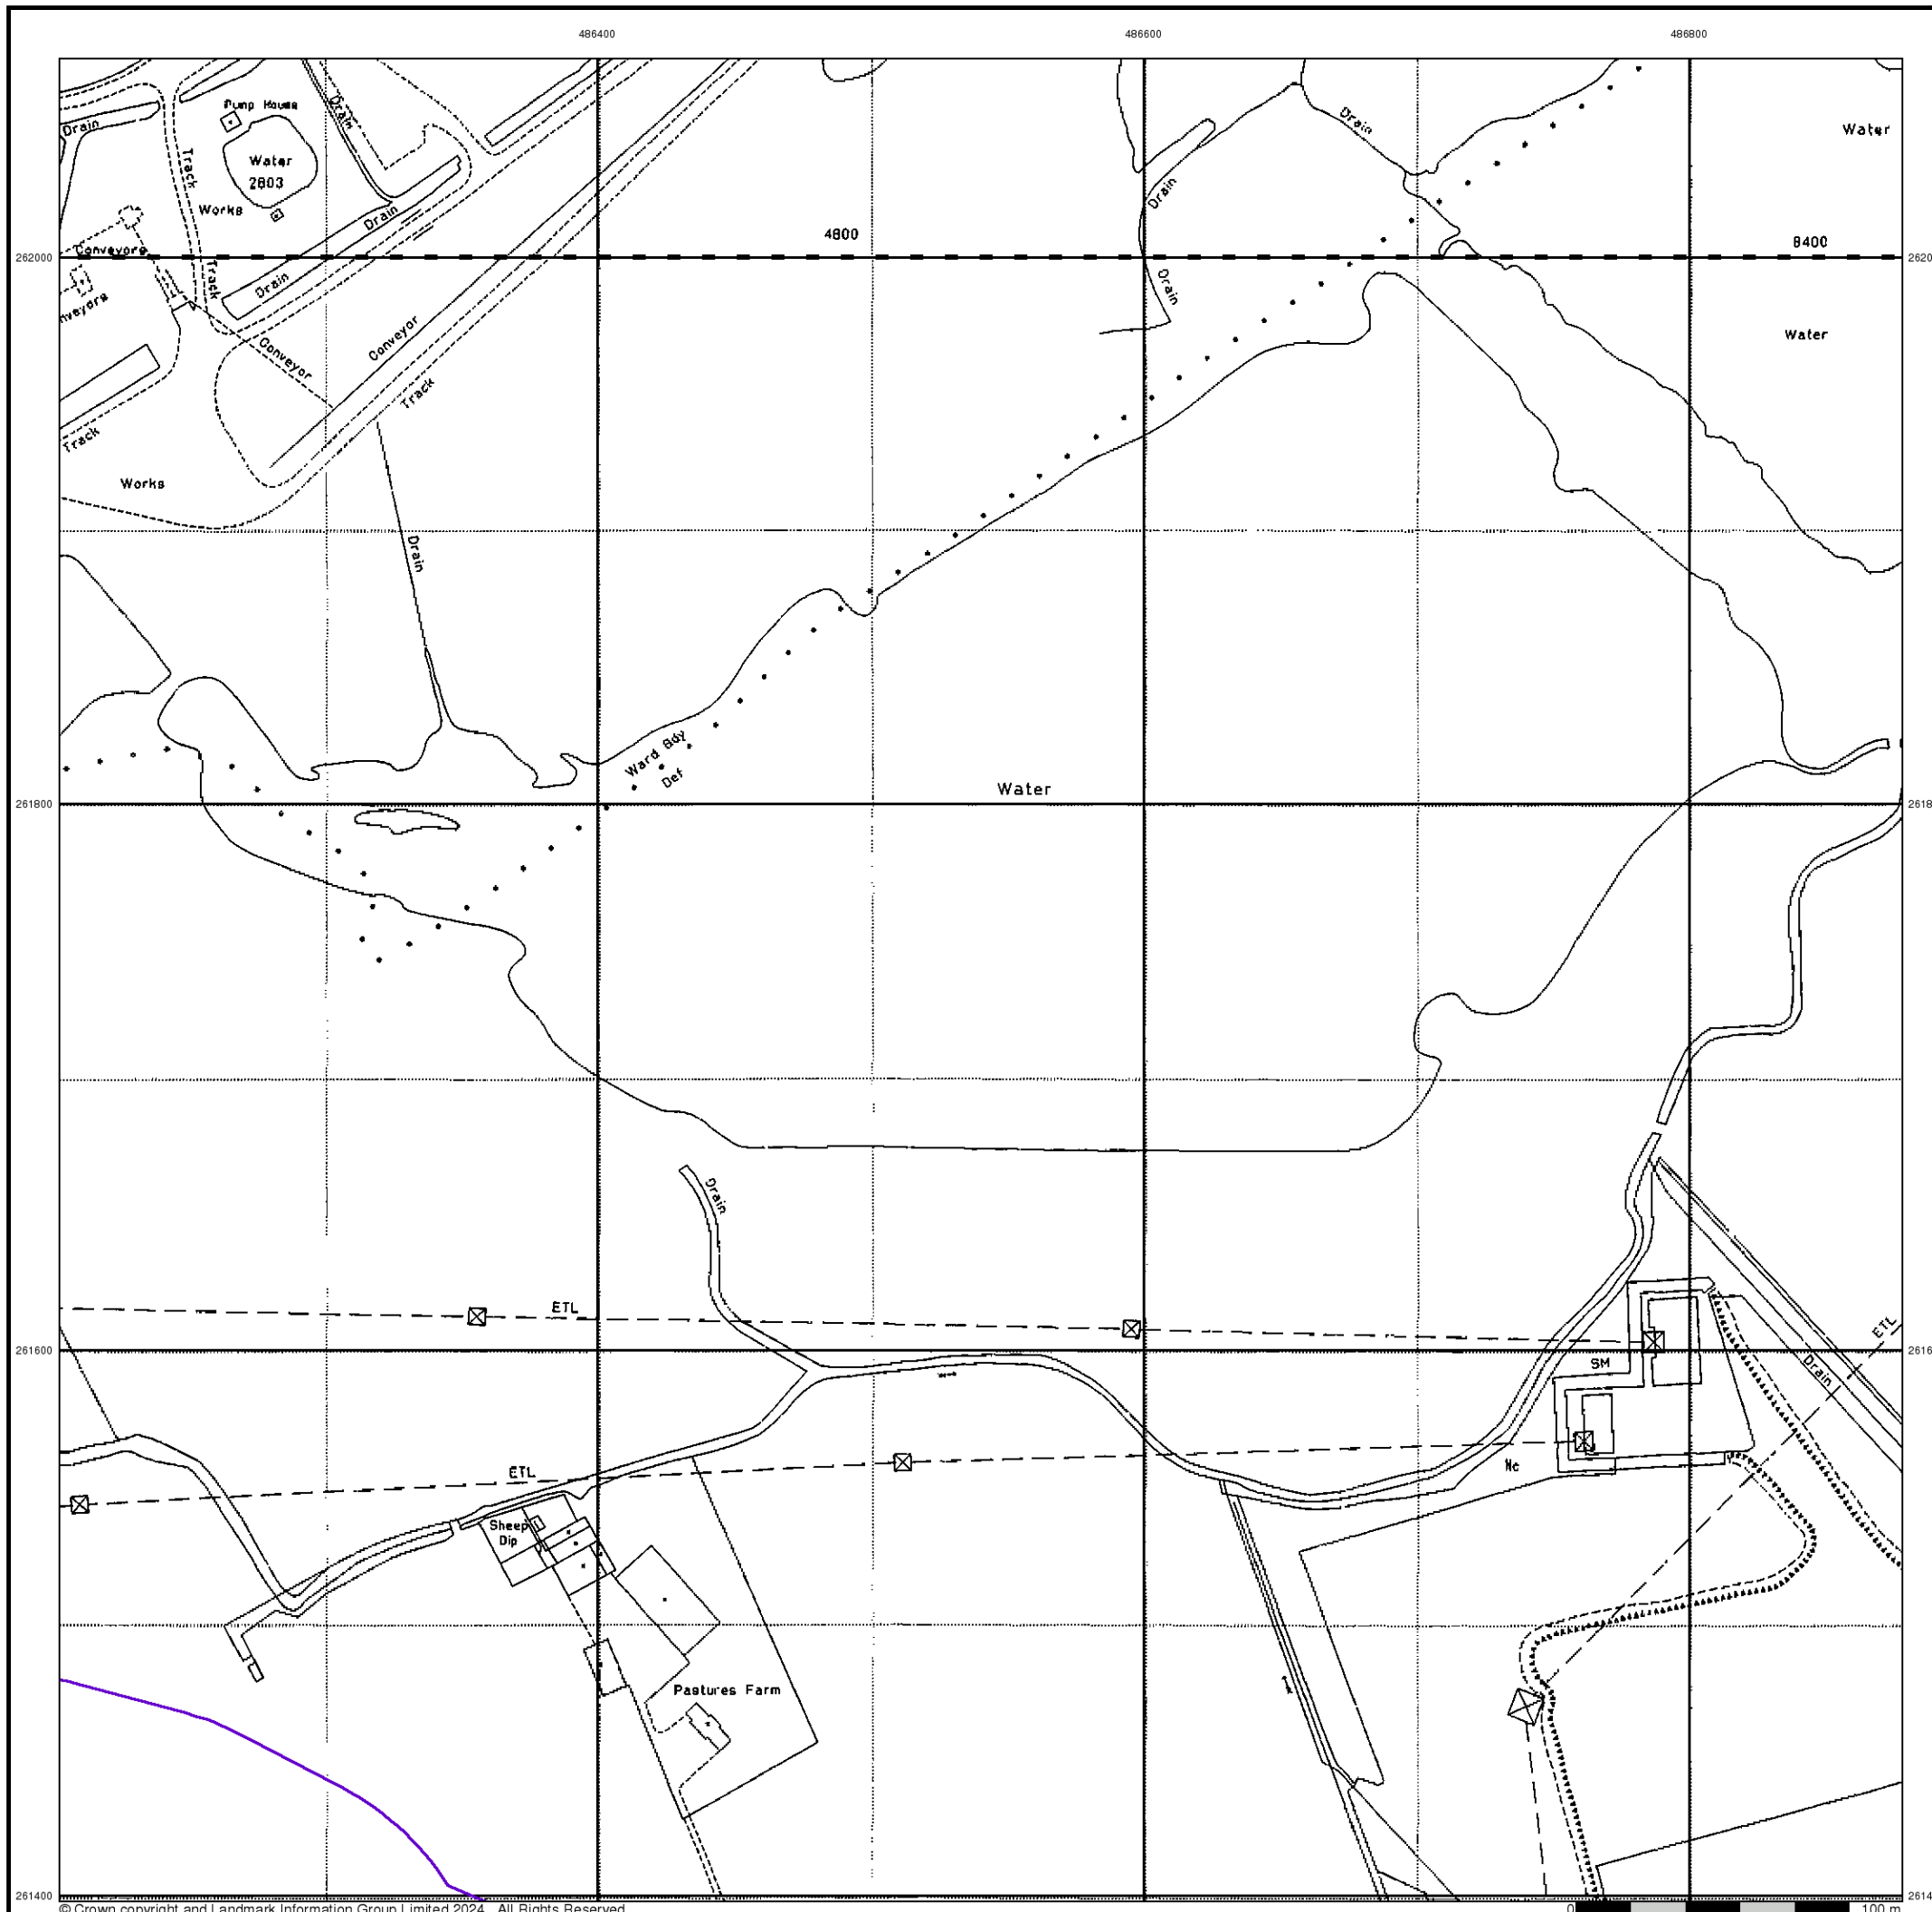 486400
486600
486800
Pump House
Drain
Drain
Drain
Water
Water
2803
Track
Works
Drain
Drain
4800
8400
Conveyors
262000
Track
Drain
Drain
nveyors
Water
Conveyor
Conveyor
Track
Track
Works
Drain
Ward Bdy
Def
Water
261800
Drain
ETL
ETL
261600
SM
Drain
ETL
Sheep
Dip
Pastures Farm
261400
© Crown copyright and Landmark Information Group Limited 2024. All Rights Reserved
0
100 m